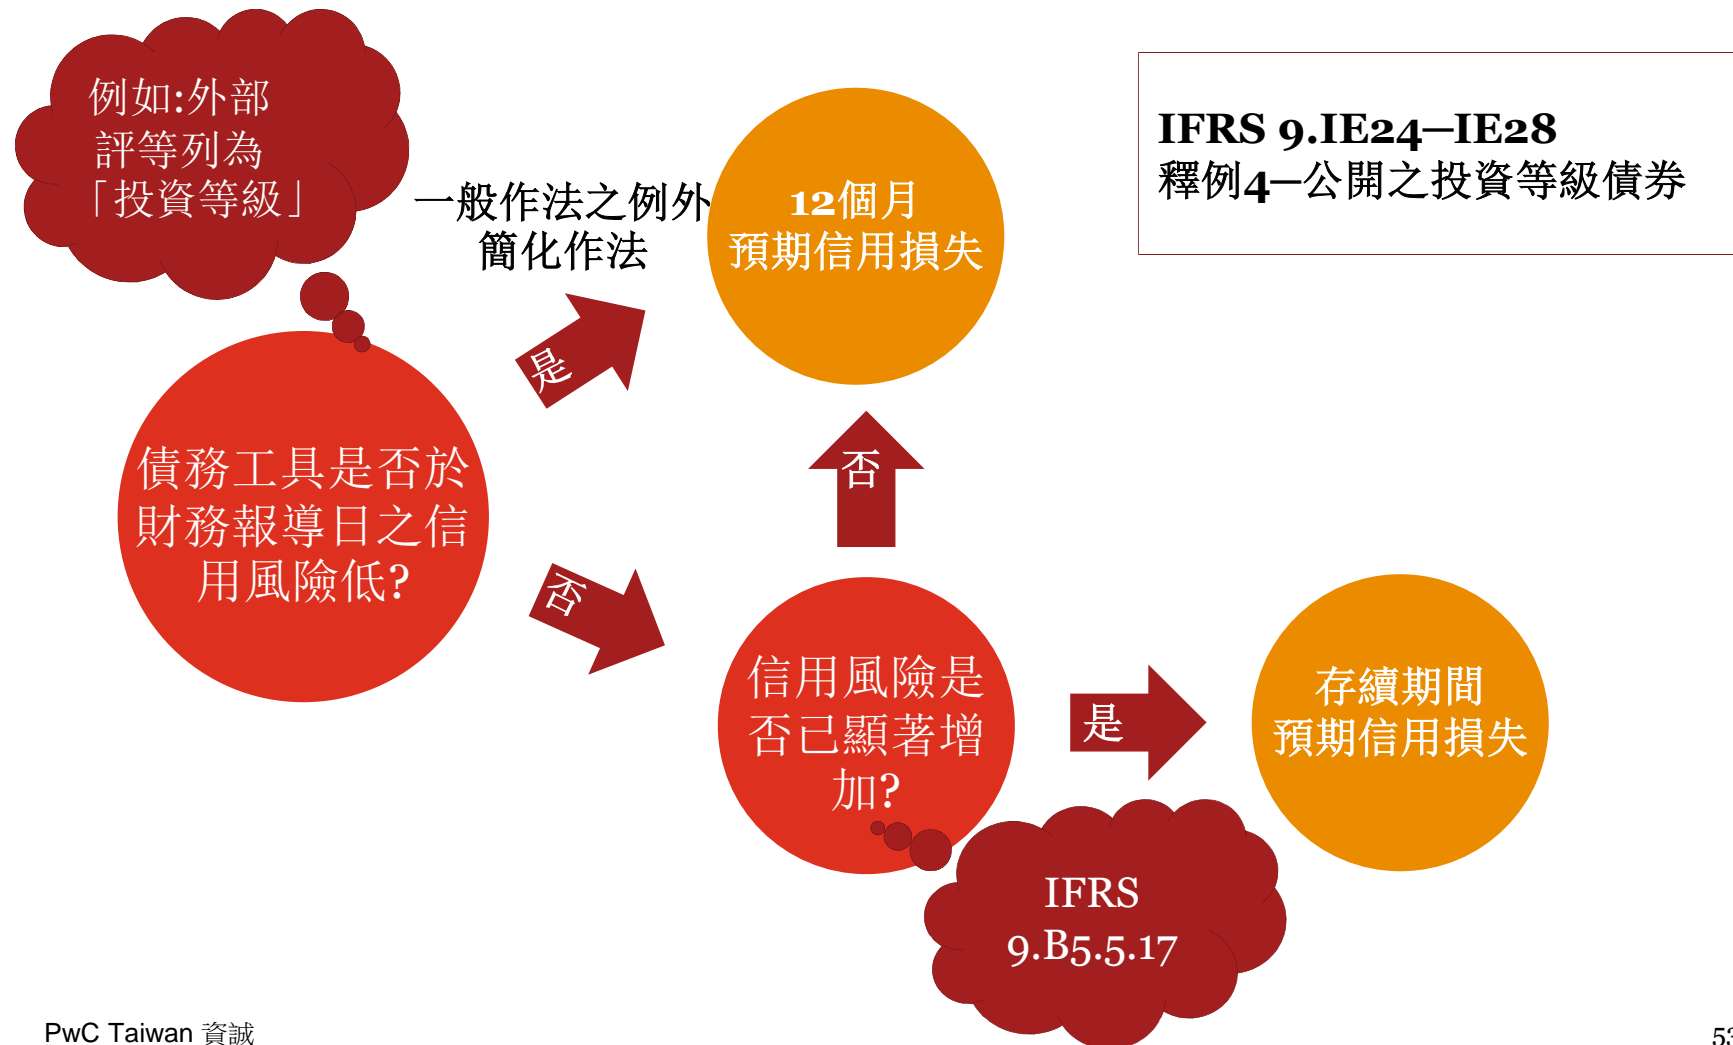 例如:外部
評等列為
「投資等級」
一般作法之例外
簡化作法
12個月
預期信用損失
IFRS 9.IE24—IE28
釋例4—公開之投資等級債券
是
債務工具是否於
財務報導日之信
用風險低?
否
否
信用風險是
否已顯著增
加?
是
存續期間
預期信用損失
IFRS
9.B5.5.17
PwC Taiwan 資誠
53